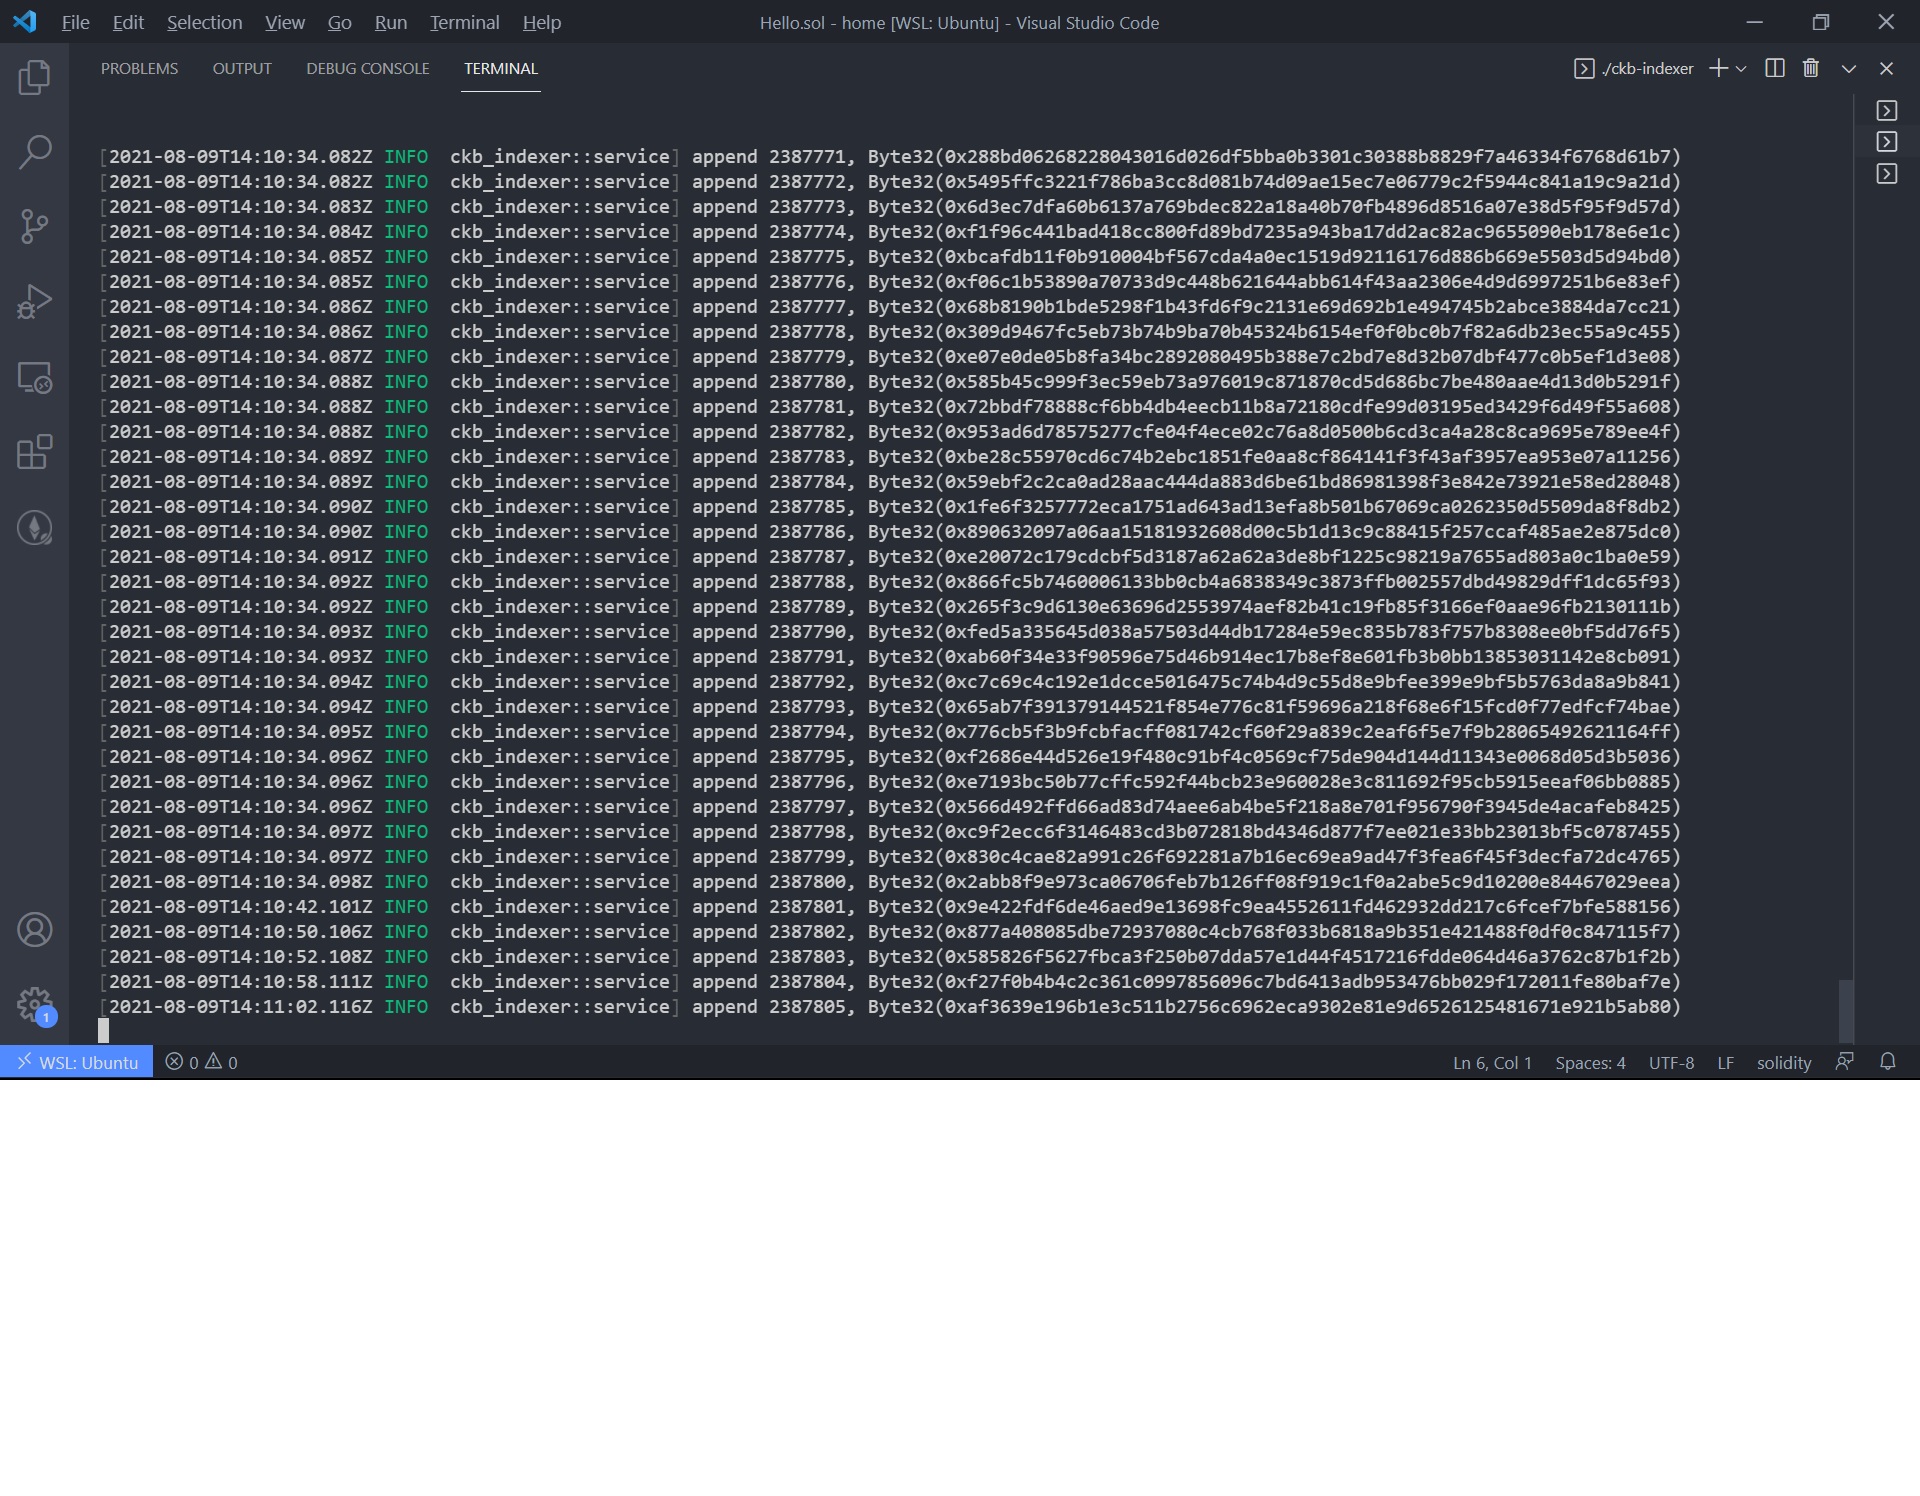 File Edit Selection View Go Run Terminal Help Hello.sol - home [WSL: Ubuntu] - Visual Studio Code
PROBLEMS OUTPUT DEBUG CONSOLE TERMINAL ./ckb-indexer
[2021-08-09T14:10:34.082Z INFO ckb_indexer::service] append 2387771, Byte32(0x288bd06268228043016d026df5bba0b3301c30388b8829f7a46334f6768d61b7)
[2021-08-09T14:10:34.082Z INFO ckb_indexer::service] append 2387772, Byte32(0x5495ffc3221f786ba3cc8d081b74d09ae15ec7e06779c2f5944c841a19c9a21d)
[2021-08-09T14:10:34.083Z INFO ckb_indexer::service] append 2387773, Byte32(0x6d3ec7dfa60b6137a769bdec822a18a40b70fb4896d8516a07e38d5f95f9d57d)
[2021-08-09T14:10:34.084Z INFO ckb_indexer::service] append 2387774, Byte32(0xf1f96c441bad418cc800fd89bd7235a943ba17dd2ac82ac9655090eb178e6e1c)
[2021-08-09T14:10:34.085Z INFO ckb_indexer::service] append 2387775, Byte32(0xbcafdb11f0b910004bf567cda4a0ec1519d92116176d886b669e5503d5d94bd0)
[2021-08-09T14:10:34.085Z INFO ckb_indexer::service] append 2387776, Byte32(0xf06c1b53890a70733d9c448b621644abb614f43aa2306e4d9d6997251b6e83ef)
[2021-08-09T14:10:34.086Z INFO ckb_indexer::service] append 2387777, Byte32(0x68b8190b1bde5298f1b43fd6f9c2131e69d692b1e494745b2abce3884da7cc21)
[2021-08-09T14:10:34.086Z INFO ckb_indexer::service] append 2387778, Byte32(0x309d9467fc5eb73b74b9ba70b45324b6154ef0f0bc0b7f82a6db23ec55a9c455)
[2021-08-09T14:10:34.087Z INFO ckb_indexer::service] append 2387779, Byte32(0xe07e0de05b8fa34bc2892080495b388e7c2bd7e8d32b07dbf477c0b5ef1d3e08)
[2021-08-09T14:10:34.088Z INFO ckb_indexer::service] append 2387780, Byte32(0x585b45c999f3ec59eb73a976019c871870cd5d686bc7be480aae4d13d0b5291f)
[2021-08-09T14:10:34.088Z INFO ckb_indexer::service] append 2387781, Byte32(0x72bbdf78888cf6bb4db4eecb11b8a72180cdfe99d03195ed3429f6d49f55a608)
[2021-08-09T14:10:34.088Z INFO ckb_indexer::service] append 2387782, Byte32(0x953ad6d78575277cfe04f4ece02c76a8d0500b6cd3ca4a28c8ca9695e789ee4f)
[2021-08-09T14:10:34.089Z INFO ckb_indexer::service] append 2387783, Byte32(0xbe28c55970cd6c74b2ebc1851fe0aa8cf864141f3f43af3957ea953e07a11256)
[2021-08-09T14:10:34.089Z INFO ckb_indexer::service] append 2387784, Byte32(0x59ebf2c2ca0ad28aac444da883d6be61bd86981398f3e842e73921e58ed28048)
[2021-08-09T14:10:34.090Z INFO ckb_indexer::service] append 2387785, Byte32(0x1fe6f3257772eca1751ad643ad13efa8b501b67069ca0262350d5509da8f8db2)
[2021-08-09T14:10:34.090Z INFO ckb_indexer::service] append 2387786, Byte32(0x890632097a06aa15181932608d00c5b1d13c9c88415f257ccaf485ae2e875dc0)
[2021-08-09T14:10:34.091Z INFO ckb_indexer::service] append 2387787, Byte32(0xe20072c179cdcbf5d3187a62a62a3de8bf1225c98219a7655ad803a0c1ba0e59)
[2021-08-09T14:10:34.092Z INFO ckb_indexer::service] append 2387788, Byte32(0x866fc5b7460006133bb0cb4a6838349c3873ffb002557dbd49829dff1dc65f93)
[2021-08-09T14:10:34.092Z INFO ckb_indexer::service] append 2387789, Byte32(0x265f3c9d6130e63696d2553974aef82b41c19fb85f3166ef0aae96fb2130111b)
[2021-08-09T14:10:34.093Z INFO ckb_indexer::service] append 2387790, Byte32(0xfed5a335645d038a57503d44db17284e59ec835b783f757b8308ee0bf5dd76f5)
[2021-08-09T14:10:34.093Z INFO ckb_indexer::service] append 2387791, Byte32(0xab60f34e33f90596e75d46b914ec17b8ef8e601fb3b0bb13853031142e8cb091)
[2021-08-09T14:10:34.094Z INFO ckb_indexer::service] append 2387792, Byte32(0xc7c69c4c192e1dcce5016475c74b4d9c55d8e9bfee399e9bf5b5763da8a9b841)
[2021-08-09T14:10:34.094Z INFO ckb_indexer::service] append 2387793, Byte32(0x65ab7f391379144521f854e776c81f59696a218f68e6f15fcd0f77edfcf74bae)
[2021-08-09T14:10:34.095Z INFO ckb_indexer::service] append 2387794, Byte32(0x776cb5f3b9fcbfacff081742cf60f29a839c2eaf6f5e7f9b28065492621164ff)
[2021-08-09T14:10:34.096Z INFO ckb_indexer::service] append 2387795, Byte32(0xf2686e44d526e19f480c91bf4c0569cf75de904d144d11343e0068d05d3b5036)
[2021-08-09T14:10:34.096Z INFO ckb_indexer::service] append 2387796, Byte32(0xe7193bc50b77cffc592f44bcb23e960028e3c811692f95cb5915eeaf06bb0885)
[2021-08-09T14:10:34.096Z INFO ckb_indexer::service] append 2387797, Byte32(0x566d492ffd66ad83d74aee6ab4be5f218a8e701f956790f3945de4acafeb8425)
[2021-08-09T14:10:34.097Z INFO ckb_indexer::service] append 2387798, Byte32(0xc9f2ecc6f3146483cd3b072818bd4346d877f7ee021e33bb23013bf5c0787455)
[2021-08-09T14:10:34.097Z INFO ckb_indexer::service] append 2387799, Byte32(0x830c4cae82a991c26f692281a7b16ec69ea9ad47f3fea6f45f3decfa72dc4765)
[2021-08-09T14:10:34.098Z INFO ckb_indexer::service] append 2387800, Byte32(0x2abb8f9e973ca06706feb7b126ff08f919c1f0a2abe5c9d10200e84467029eea)
[2021-08-09T14:10:42.101Z INFO ckb_indexer::service] append 2387801, Byte32(0x9e422fdf6de46aed9e13698fc9ea4552611fd462932dd217c6fcef7bfe588156)
[2021-08-09T14:10:50.106Z INFO ckb_indexer::service] append 2387802, Byte32(0x877a408085dbe72937080c4cb768f033b6818a9b351e421488f0df0c847115f7)
[2021-08-09T14:10:52.108Z INFO ckb_indexer::service] append 2387803, Byte32(0x585826f5627fbca3f250b07dda57e1d44f4517216fdde064d46a3762c87b1f2b)
[2021-08-09T14:10:58.111Z INFO ckb_indexer::service] append 2387804, Byte32(0xf27f0b4b4c2c361c0997856096c7bd6413adb953476bb029f172011fe80baf7e)
[2021-08-09T14:11:02.116Z INFO ckb_indexer::service] append 2387805, Byte32(0xaf3639e196b1e3c511b2756c6962eca9302e81e9d6526125481671e921b5ab80)
1
WSL: Ubuntu 0 0 Ln 6, Col 1 Spaces: 4 UTF-8 LF solidity